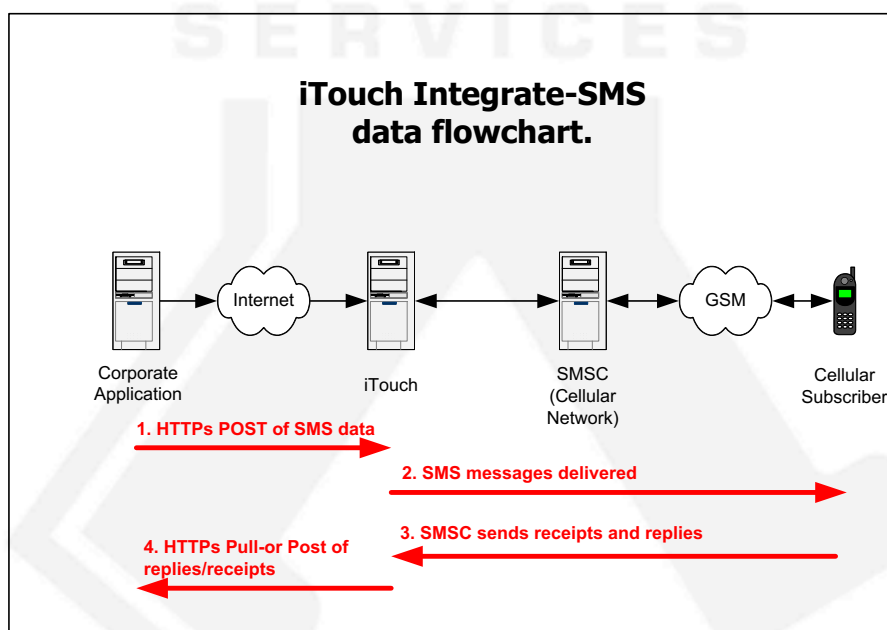 SERVICES
iTouch Integrate-SMS
data flowchart.
Internet
GSM
Corporate
Application
iTouch
SMSC
(Cellular
Network)
Cellular
Subscriber
1. HTTPs POST of SMS data
2. SMS messages delivered
3. SMSC sends receipts and replies
4. HTTPs Pull-or Post of
replies/receipts